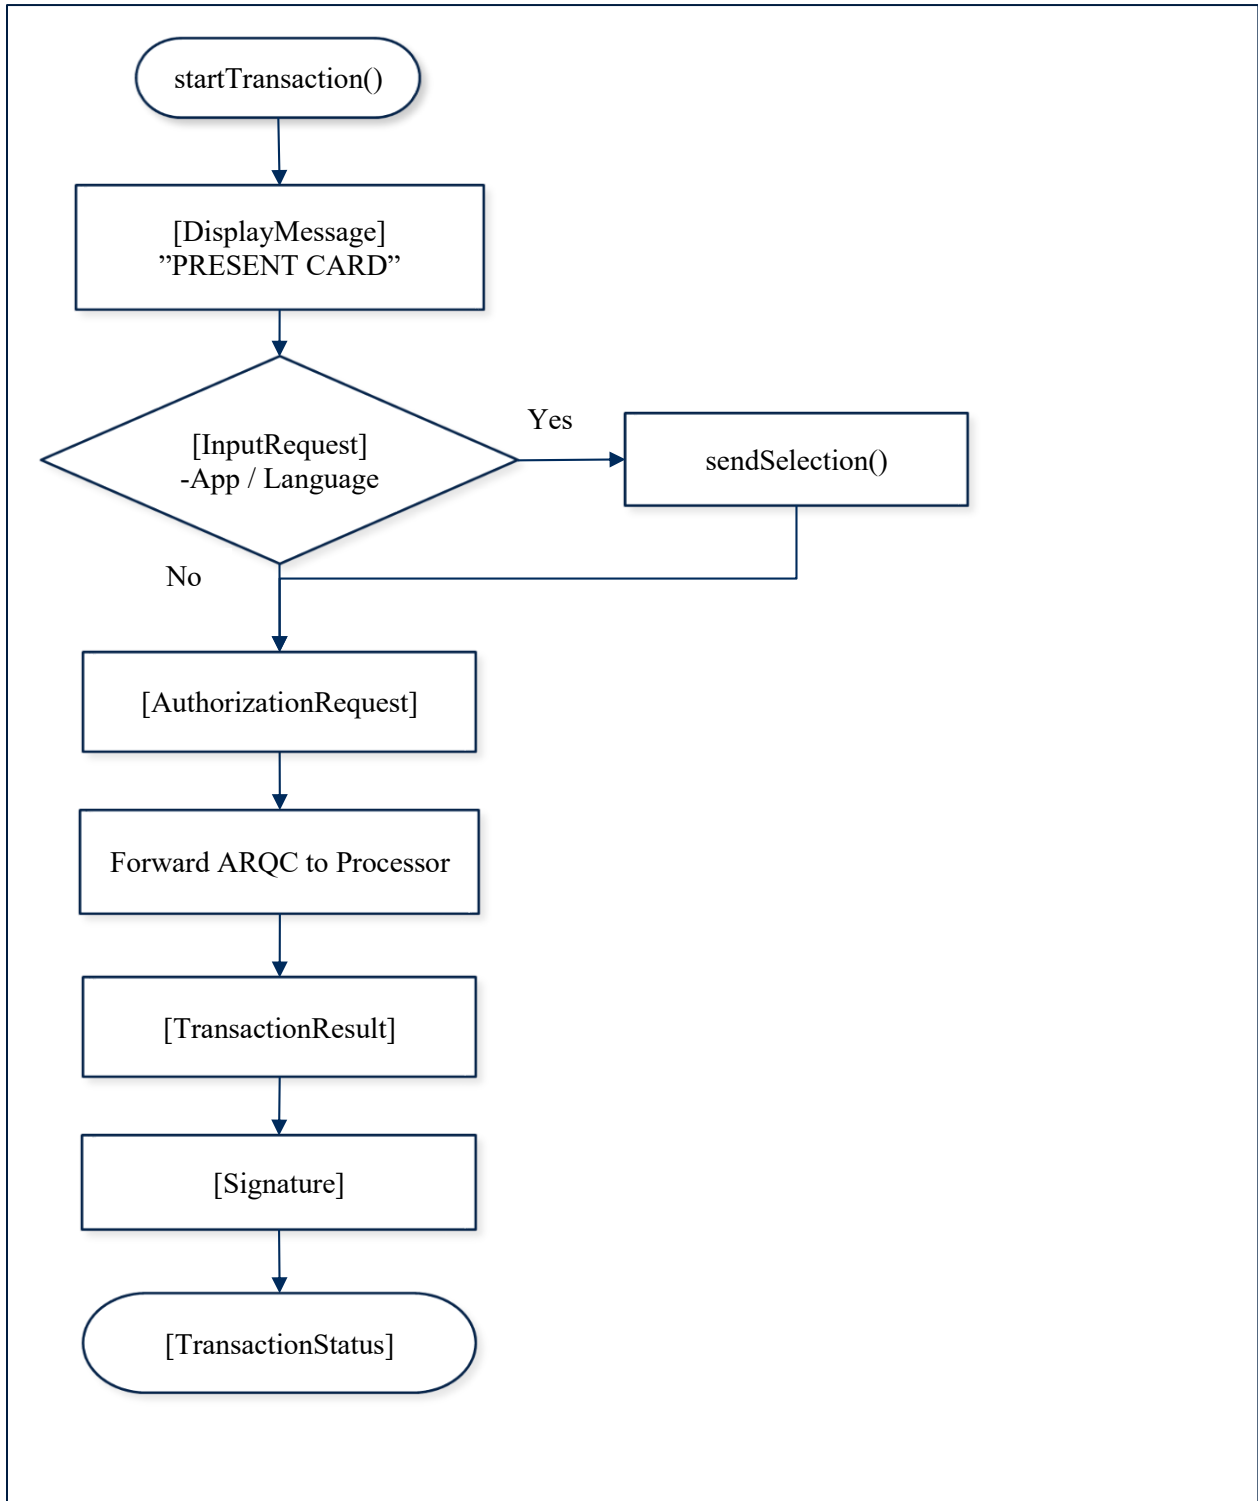 startTransaction()
[DisplayMessage]
”PRESENT CARD”
[InputRequest]
-App / Language
Yes
sendSelection()
No
[AuthorizationRequest]
Forward ARQC to Processor
[TransactionResult]
[Signature]
[TransactionStatus]